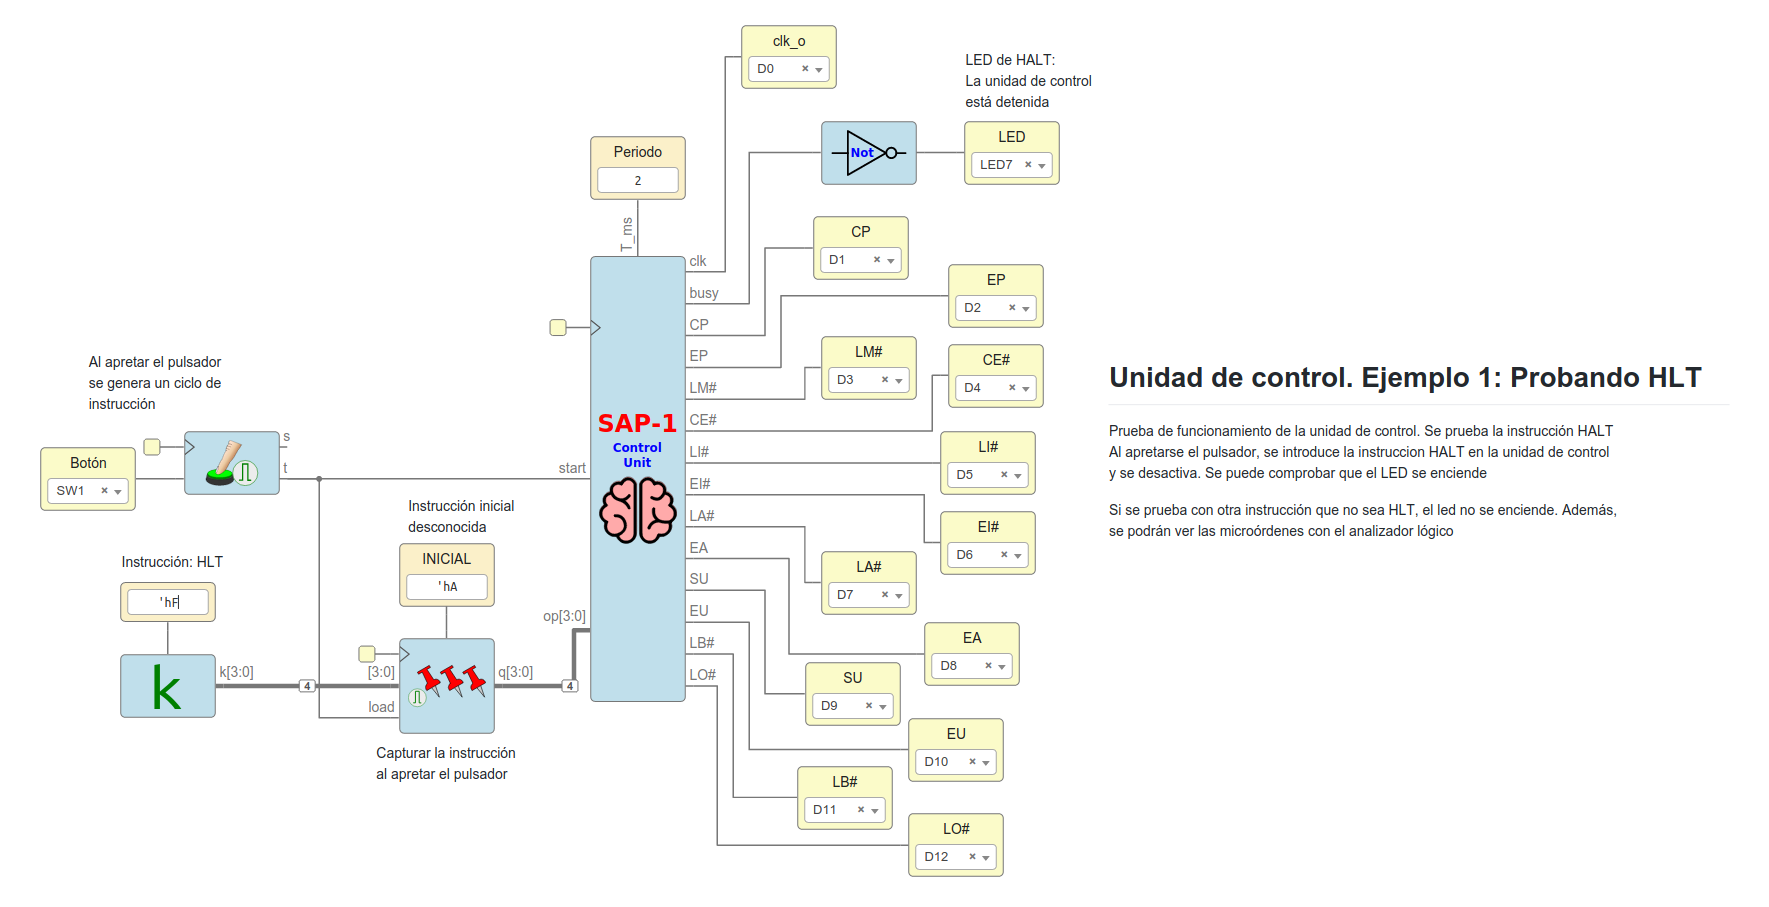 clk_o
D0
LED de HALT:
La unidad de control
está detenida
Periodo
2
T_ms
Not
LED
LED7
CP
D1
EP
D2
LM#
D3
CE#
D4
LI#
D5
EI#
D6
LA#
D7
EA
D8
SU
D9
EU
D10
LB#
D11
LO#
D12
clk
busy
CP
EP
LM#
CE#
LI#
EI#
LA#
EA
SU
EU
LB#
LO#
SAP-1
Control
Unit
start
op[3:0]
Al apretar el pulsador
se genera un ciclo de
instrucción
Botón
SW1
s
t
Instrucción inicial
desconocida
INICIAL
'hA
Instrucción: HLT
'hF
k
k[3:0]
4
[3:0]
load
q[3:0]
4
Capturar la instrucción
al apretar el pulsador
Unidad de control. Ejemplo 1: Probando HLT
Prueba de funcionamiento de la unidad de control. Se prueba la instrucción HALT
Al apretarse el pulsador, se introduce la instruccion HALT en la unidad de control
y se desactiva. Se puede comprobar que el LED se enciende
Si se prueba con otra instrucción que no sea HLT, el led no se enciende. Además,
se podrán ver las microórdenes con el analizador lógico